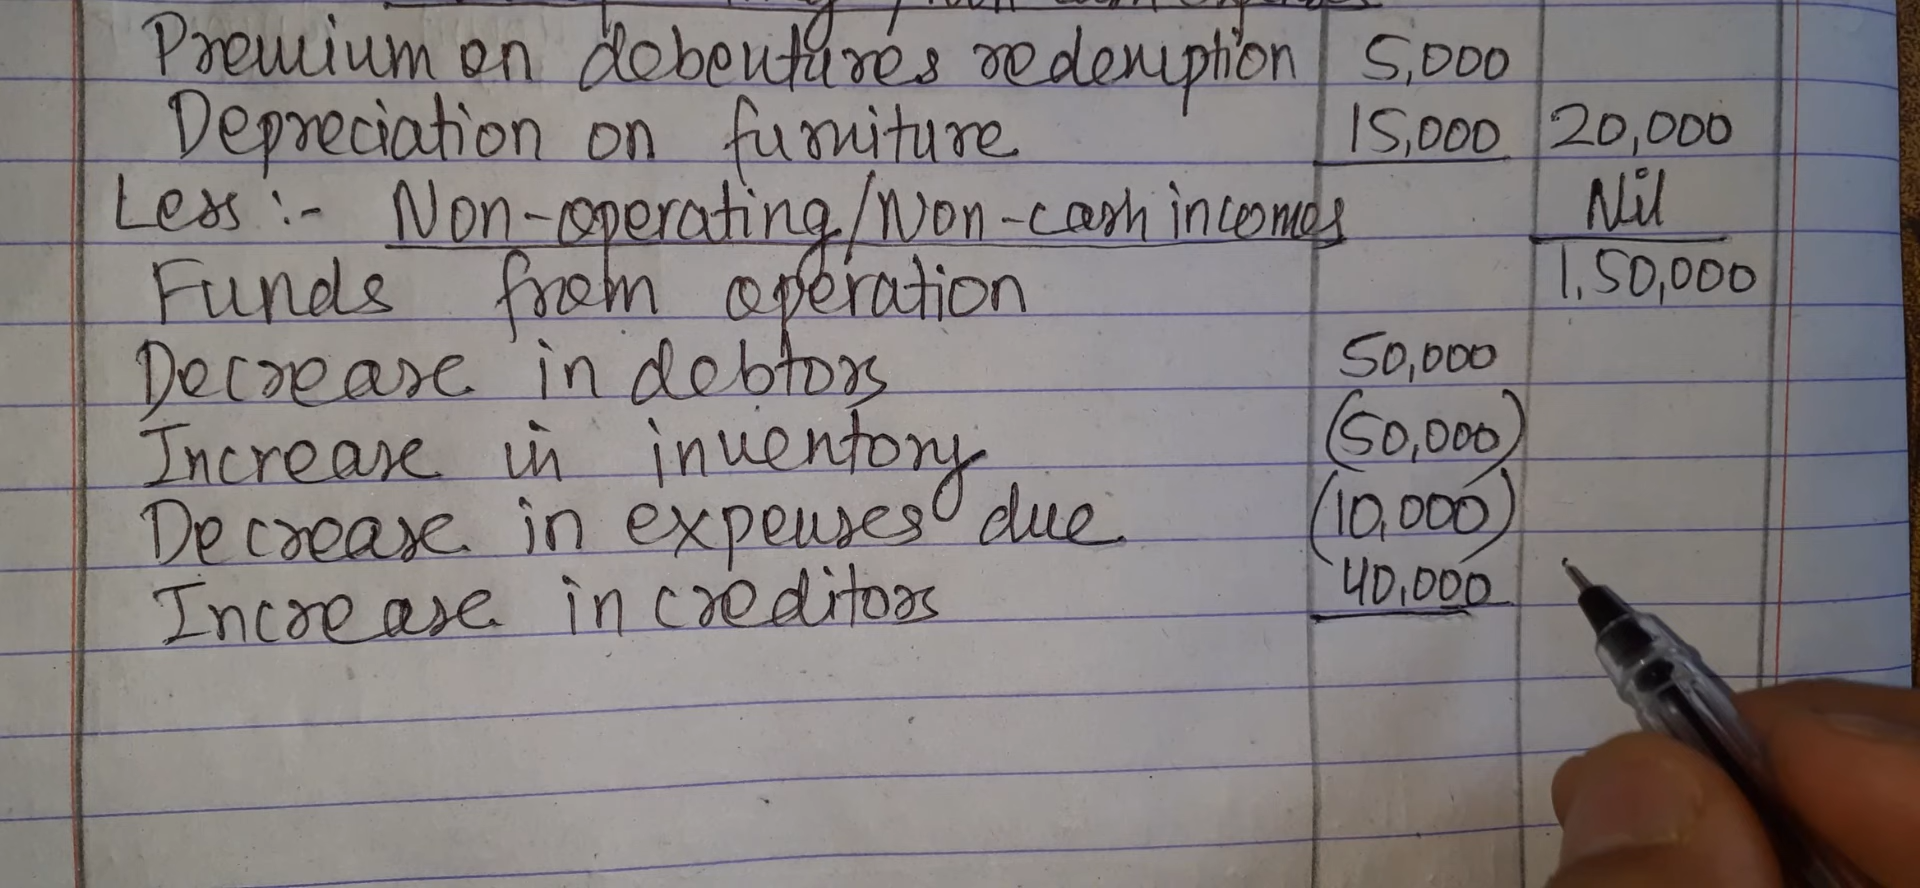 Premium on debentures redemption 5,000
Depreciation on furniture 15,000 20,000
Less :- Non-operating/Non-cash incomes Nil
Funds from operation 1,50,000
Decrease in debtors 50,000
Increase in inventory (50,000)
Decrease in expenses due (10,000)
Increase in creditors 40,000